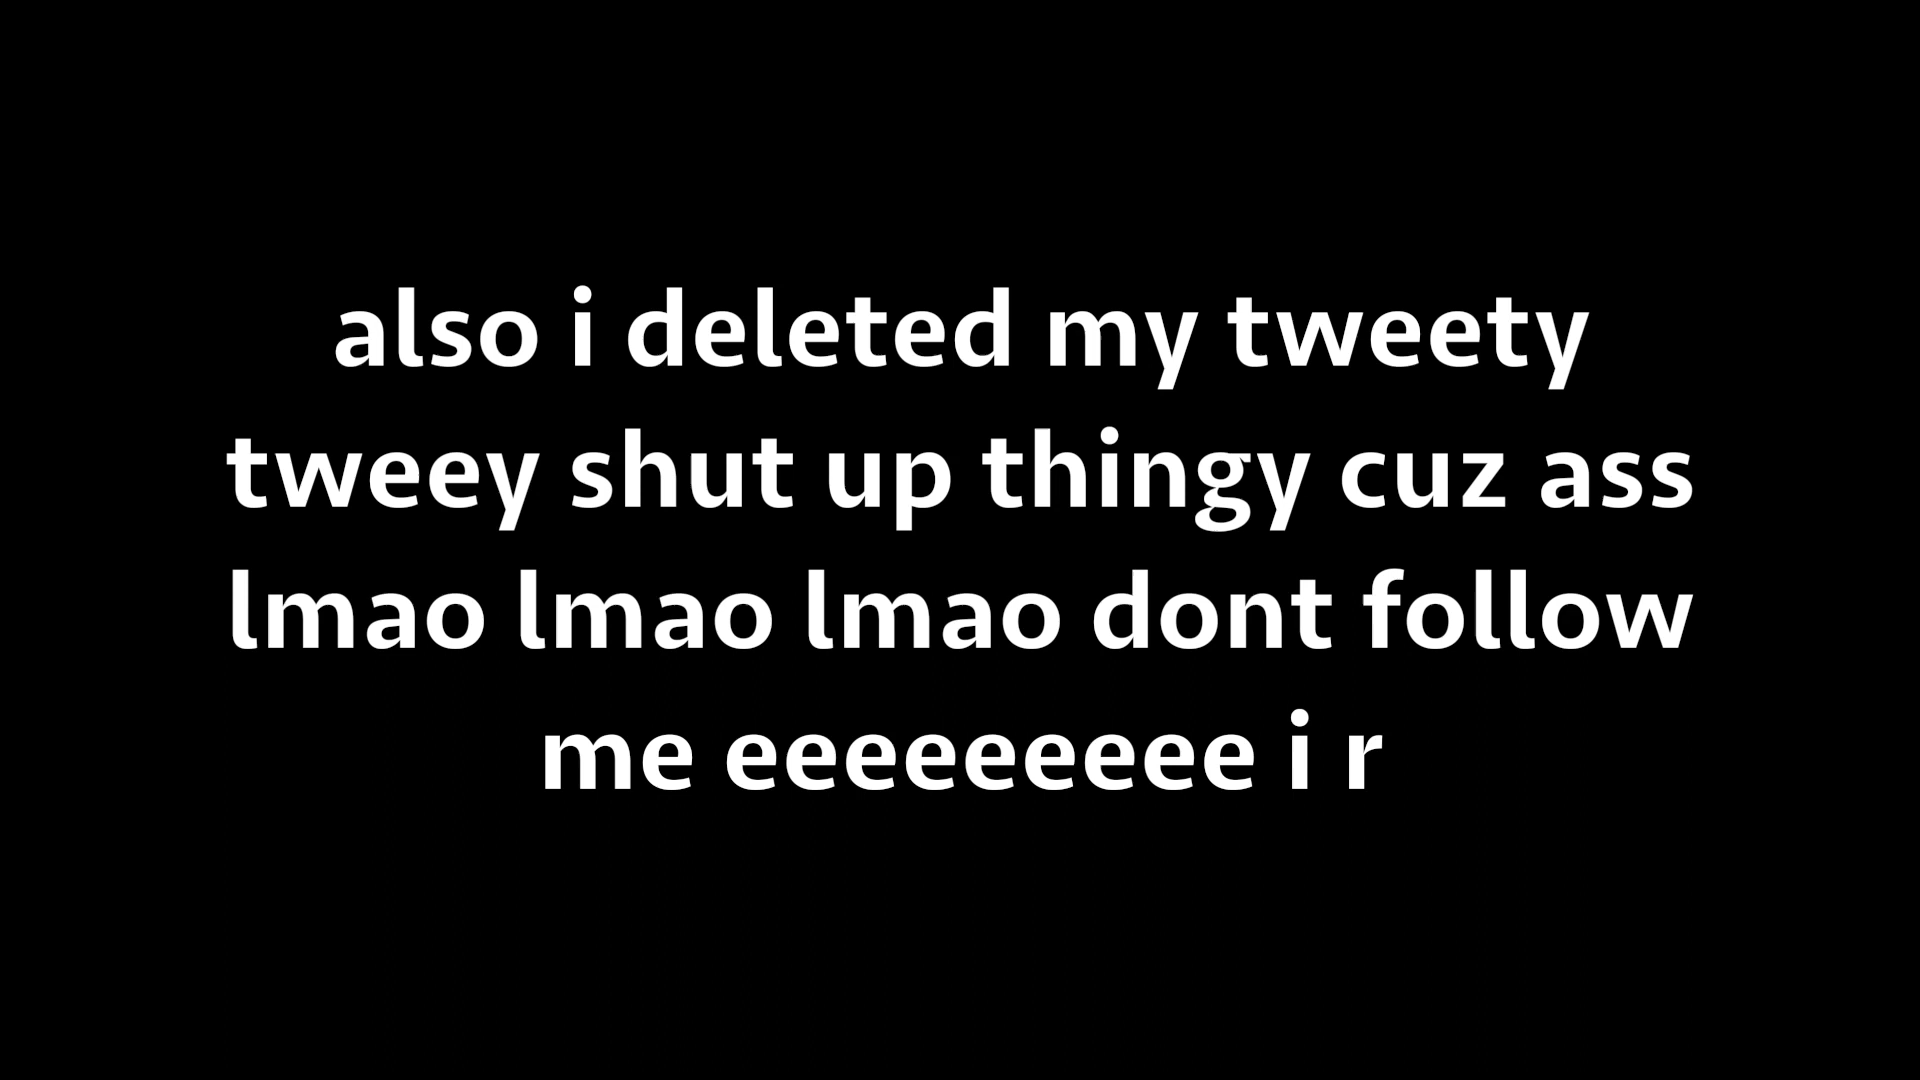 also i deleted my tweety
tweey shut up thingy cuz ass
lmao lmao lmao dont follow
me eeeeeeeee i r